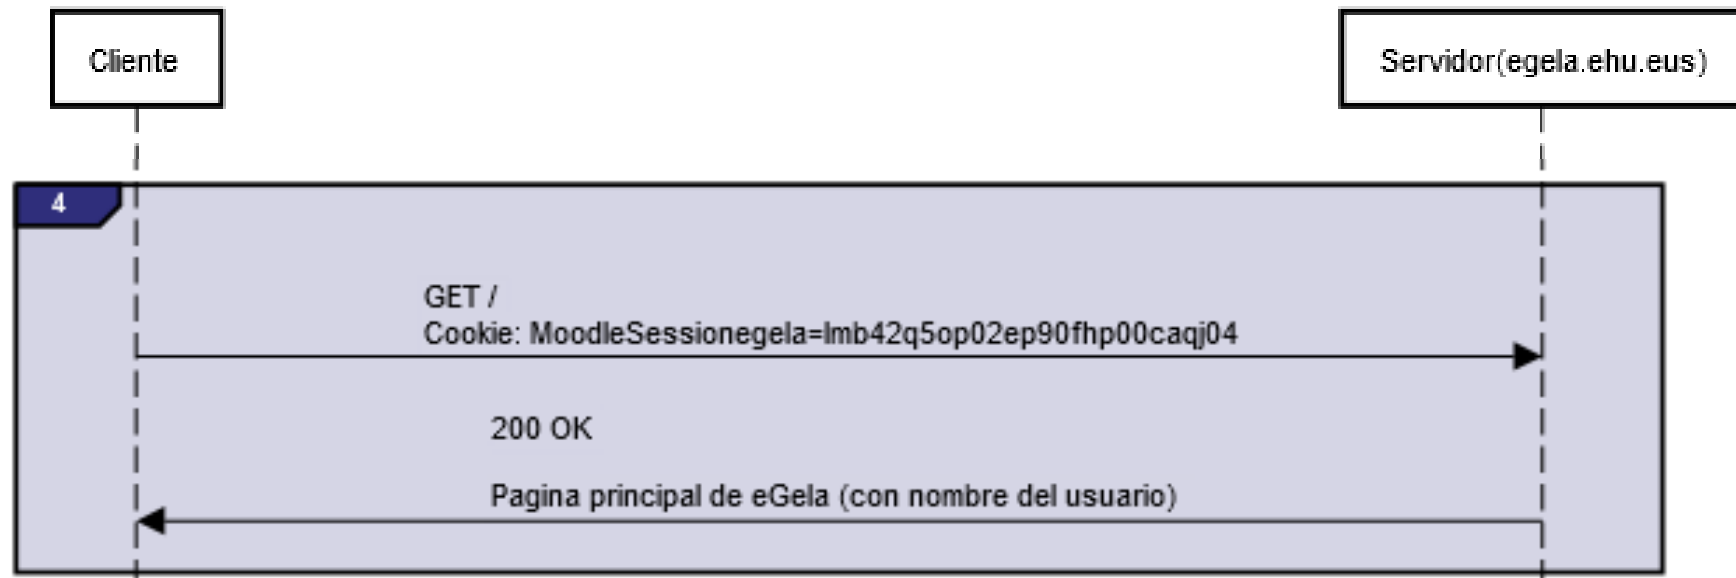 Cliente
Servidor(egela.ehu.eus)
4
GET /
Cookie: MoodleSessionegela=lmb42q5op02ep90fhp00caqj04
200 OK
Pagina principal de eGela (con nombre del usuario)